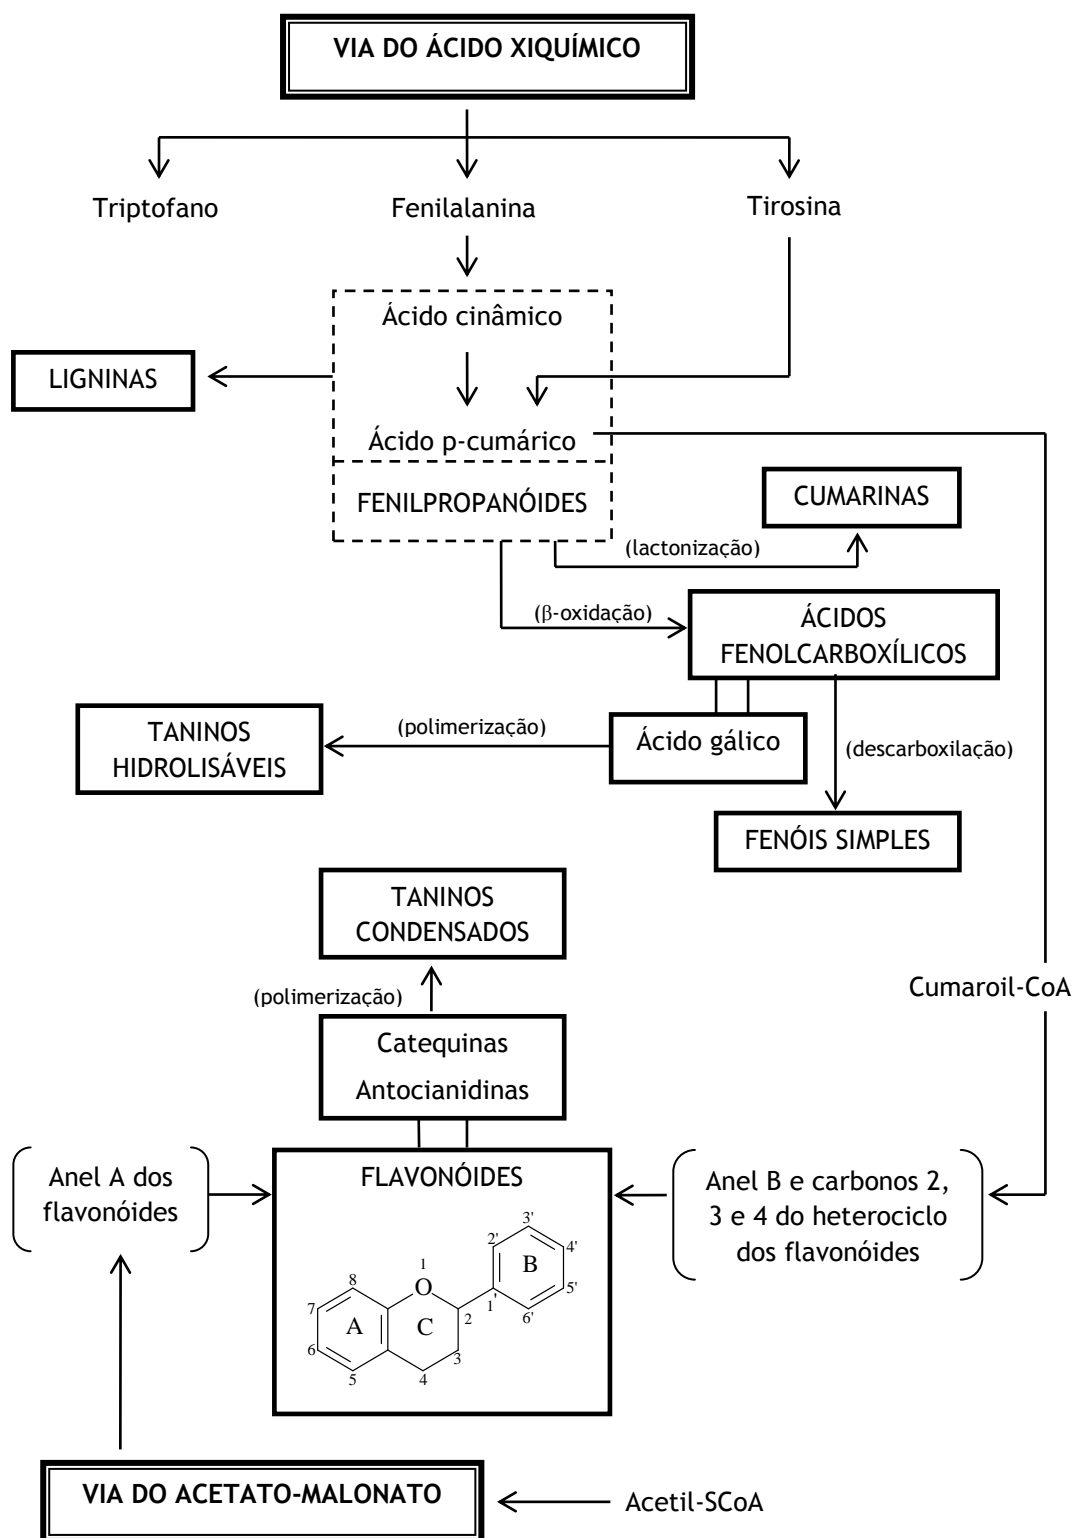 VIA DO ÁCIDO XIQUÍMICO
Triptofano
Fenilalanina
Tirosina
Ácido cinâmico
LIGNINAS
Ácido p-cumárico
FENILPROPANÓIDES
CUMARINAS
(lactonização)
(β-oxidação)
ÁCIDOS
FENOLCARBOXÍLICOS
TANINOS
HIDROLISÁVEIS
(polimerização)
Ácido gálico
(descarboxilação)
FENÓIS SIMPLES
TANINOS
CONDENSADOS
(polimerização)
Cumaroil-CoA
Catequinas
Antocianidinas
Anel A dos
flavonóides
FLAVONÓIDES
Anel B e carbonos 2,
3 e 4 do heterociclo
dos flavonóides
3'
2'
4'
B
1
O
8
5'
1'
6'
7
A
C
2
6
3
5
4
VIA DO ACETATO-MALONATO
Acetil-SCoA